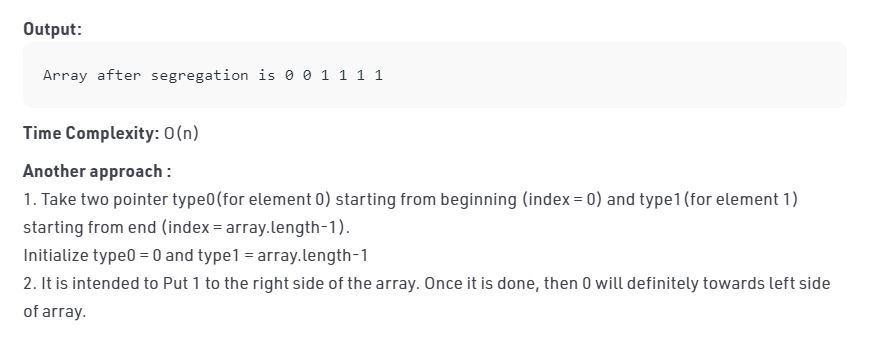 Output:
Array after segregation is 0 0 1 1 1 1
Time Complexity: O(n)
Another approach :
1. Take two pointer type0(for element 0) starting from beginning (index = 0) and type1(for element 1)
starting from end (index = array.length-1).
Initialize type0 = 0 and type1 = array.length-1
2. It is intended to Put 1 to the right side of the array. Once it is done, then 0 will definitely towards left side
of array.